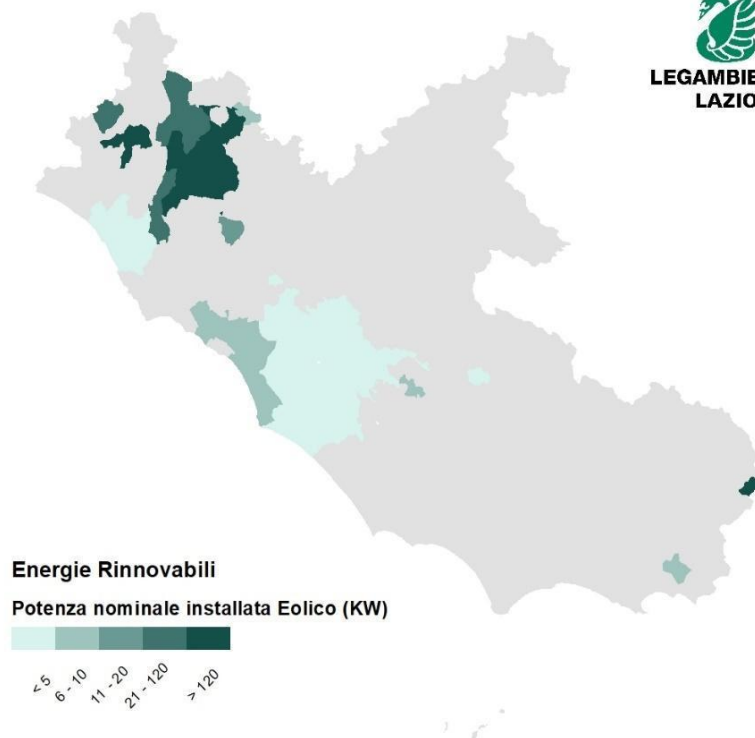 LEGAMBIE
LAZIO
Energie Rinnovabili
Potenza nominale installata Eolico (KW)
< 5
6 - 10
11 - 20
21 - 120
> 120